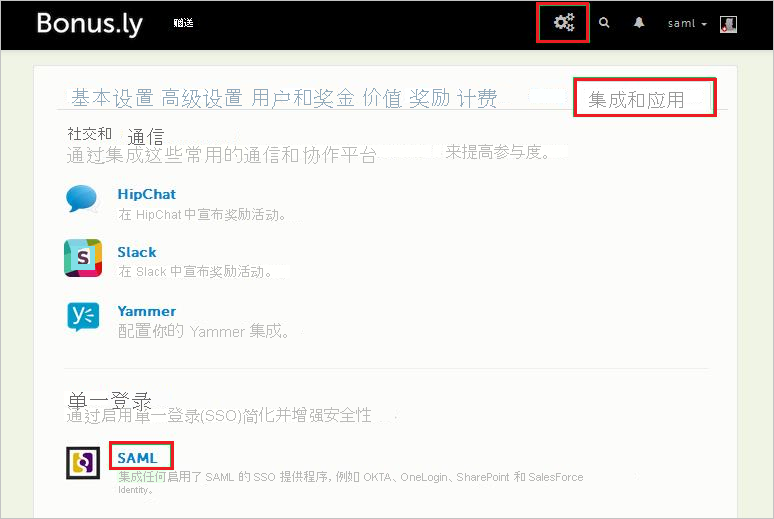 Bonus.ly 赠送 saml
基本设置 高级设置 用户和奖金 价值 奖励 计费 集成和应用
社交和 通信
通过集成这些常用的通信和协作平台 来提高参与度。
HipChat
在 HipChat 中宣布奖励活动。
S
Slack
在 Slack 中宣布奖励活动。
Yammer
配置你的 Yammer 集成。
单一登录
通过启用单一登录(SSO)简化并增强安全性
SAML
集成任何启用了 SAML 的 SSO 提供程序, 例如 OKTA、OneLogin、SharePoint 和 SalesForce
Identity。